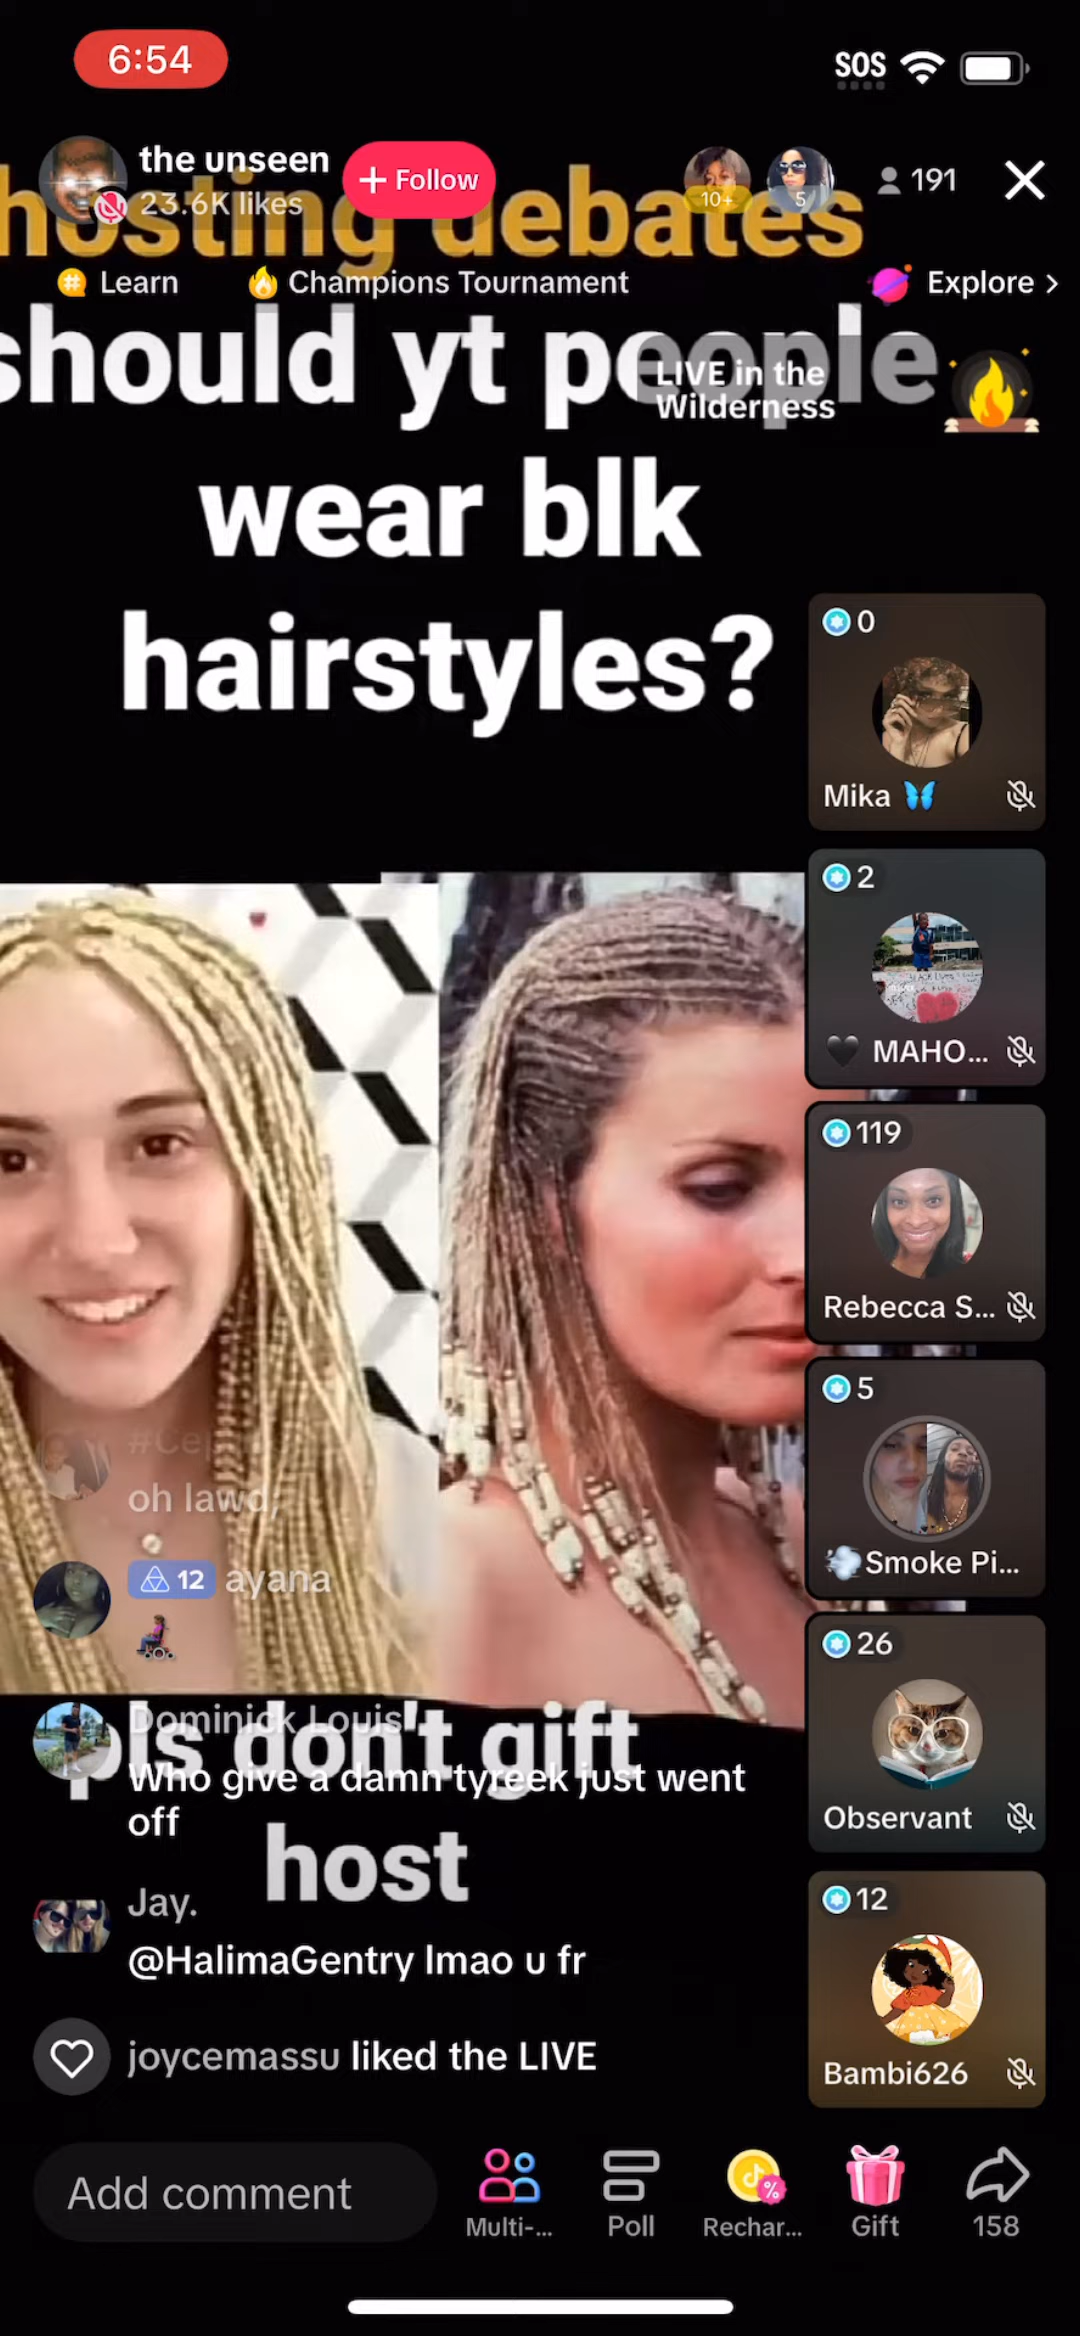 6:54
SOS
the unseen
23.6K likes
+ Follow
10+
5
191
hosting debates
Learn
Champions Tournament
Explore >
should yt people
LIVE in the
Wilderness
wear blk
hairstyles?
0
Mika
2
MAHO...
119
Rebecca S...
5
Smoke Pi...
26
Observant
12
Bambi626
oh lawd,
12 ayana
pls don't gift
host
Dominick Louis
Who give a damn tyreek just went
off
Jay.
@HalimaGentry lmao u fr
joycemassu liked the LIVE
Add comment
Multi-...
Poll
Rechar...
Gift
158